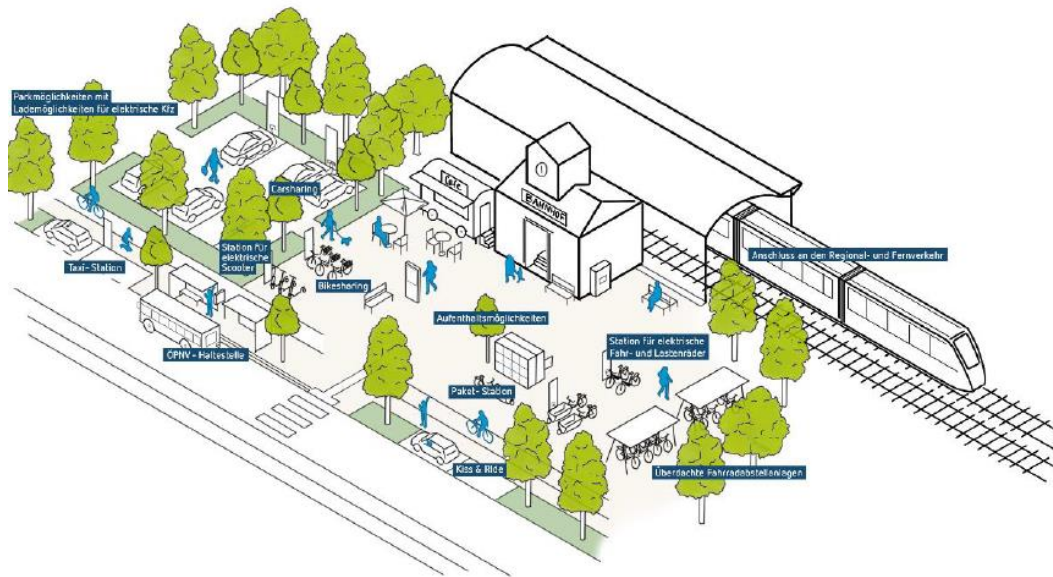 Parkmöglichkeiten mit
Lademöglichkeiten für elektrische Kfz
Carsharing
Café
BAHNHOF
Taxi-Station
Station für
elektrische
Scooter
Bikesharing
Anschluss an den Regional- und Fernverkehr
Aufenthaltsmöglichkeiten
ÖPNV-Haltestelle
Station für elektrische
Fahr- und Lastenräder
Paket-Station
Kiss & Ride
Überdachte Fahrradabstellanlagen